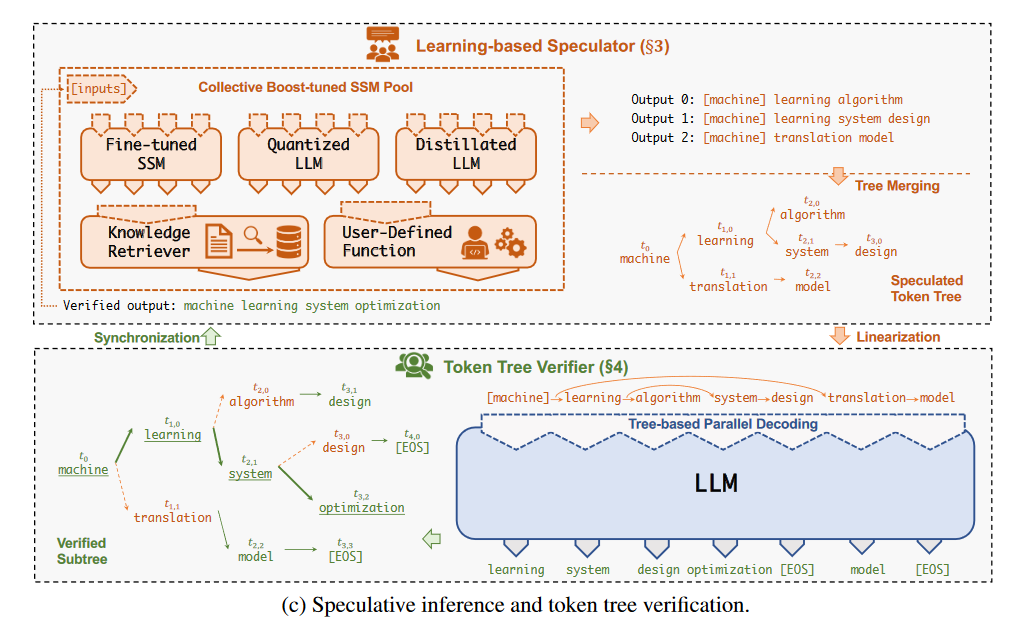 Learning-based Speculator (§3)
[inputs]
Collective Boost-tuned SSM Pool
Fine-tuned
SSM
Quantized
LLM
Distillated
LLM
Knowledge
Retriever
User-Defined
Function
Verified output: machine learning system optimization
Output 0: [machine] learning algorithm
Output 1: [machine] learning system design
Output 2: [machine] translation model
Tree Merging
t0
machine
t1,0
learning
t2,0
algorithm
t2,1
system
t3,0
design
t1,1
translation
t2,2
model
Speculated
Token Tree
Synchronization
Linearization
Token Tree Verifier (§4)
t0
machine
t1,0
learning
t2,0
algorithm
t3,1
design
t2,1
system
t3,0
design
t4,0
[EOS]
t3,2
optimization
t1,1
translation
t2,2
model
t3,3
[EOS]
Verified
Subtree
[machine] learning algorithm system design translation model
Tree-based Parallel Decoding
LLM
learning system design optimization [EOS] model [EOS]
(c) Speculative inference and token tree verification.